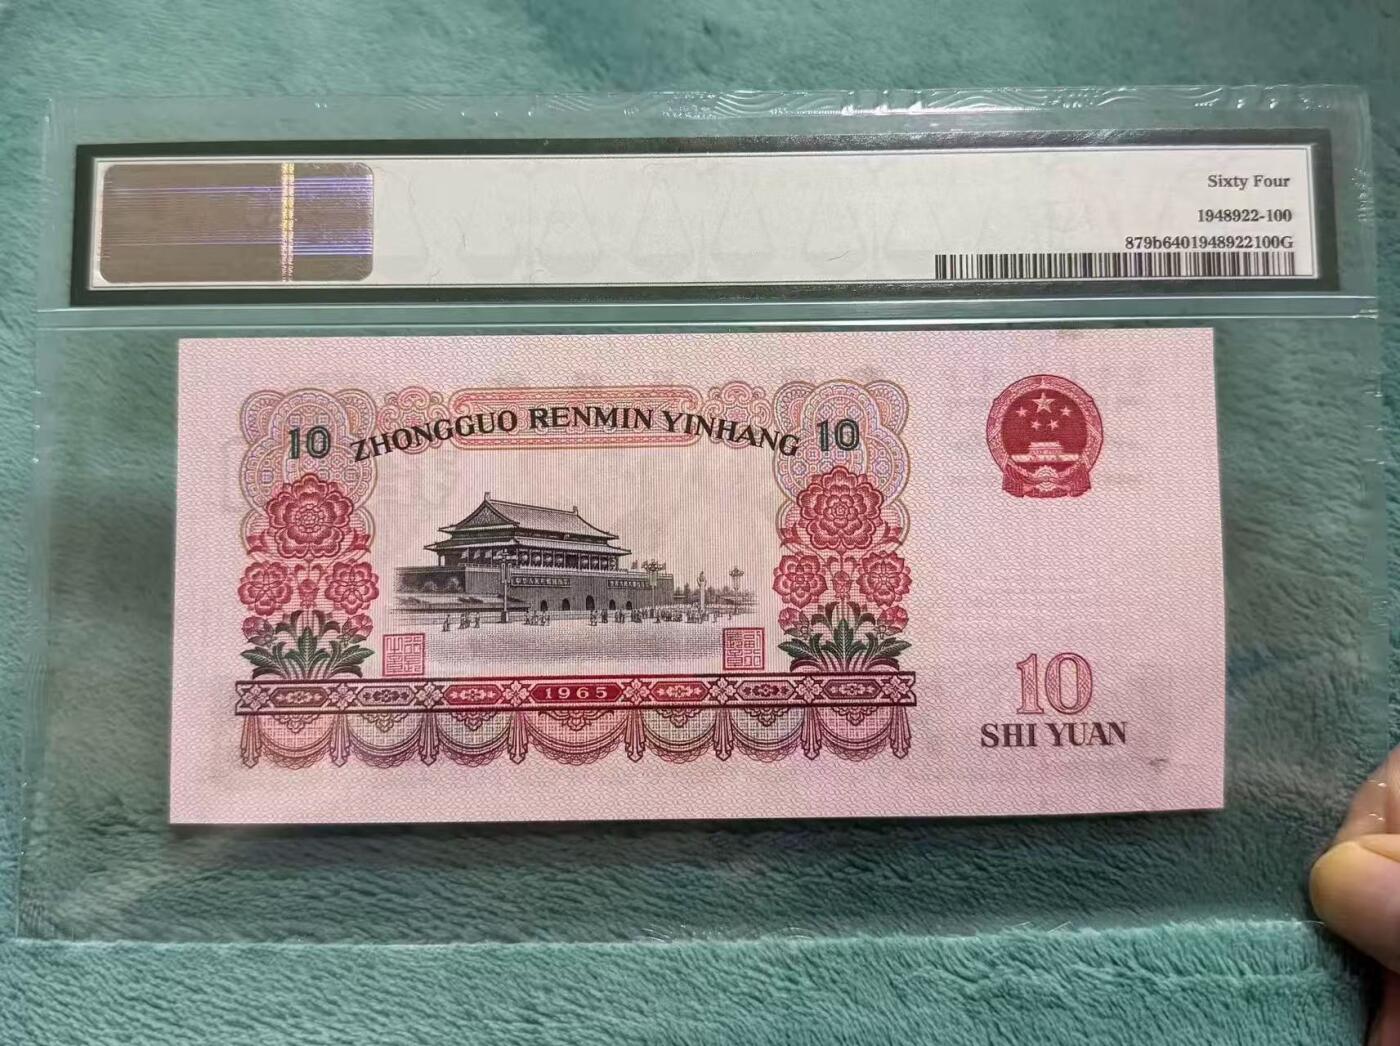 Sixty Four
1948922-100
879b6401948922100G
10 ZHONGGUO RENMIN YINHANG 10
1965
10
SHI YUAN